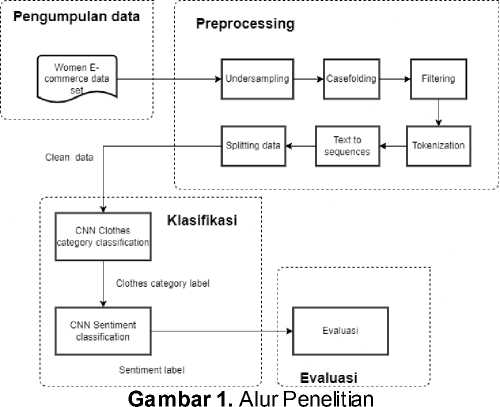 Pengumpulan data
Preprocessing
Women E-
commerce data
set
Undersampling
Casefolding
Filtering
Splitting data
Text to
sequences
Tokenization
Clean data
Klasifikasi
CNN Clothes
category classification
Clothes category label
CNN Sentiment
classification
Evaluasi
Sentiment label
Evaluasi
Gambar 1. Alur Penelitian